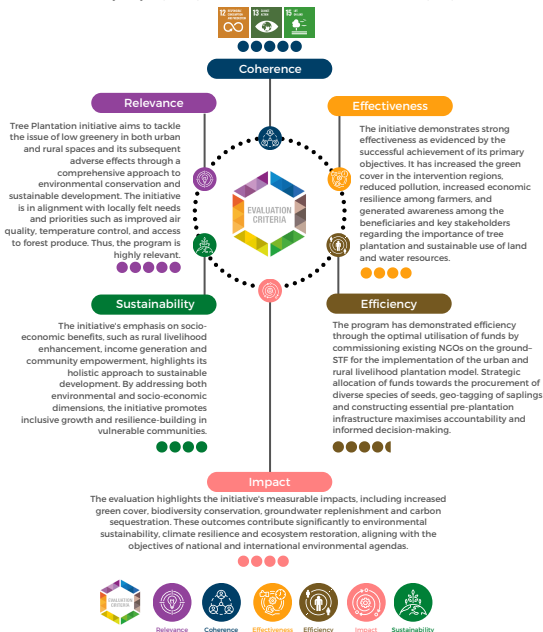 12
13
15
Coherence
Relevance
Tree Plantation initiative aims to tackle
the issue of low greenery in both urban
and rural spaces and its subsequent
adverse effects through a
comprehensive approach to
environmental conservation and
sustainable development. The initiative
is in alignment with locally felt needs
and priorities such as improved air
quality, temperature control, and access
to forest produce. Thus, the program is
highly relevant.
Effectiveness
The initiative demonstrates strong
effectiveness as evidenced by the
successful achievement of its primary
objectives. It has increased the green
cover in the intervention regions,
reduced pollution, increased economic
resilience among farmers, and
generated awareness among the
beneficiaries and key stakeholders
regarding the importance of tree
plantation and sustainable use of land
and water resources.
EVALUATION
CRITERIA
Sustainability
The initiative's emphasis on socio-
economic benefits, such as rural livelihood
enhancement, income generation and
community empowerment, highlights its
holistic approach to sustainable
development. By addressing both
environmental and socio-economic
dimensions, the initiative promotes
inclusive growth and resilience-building in
vulnerable communities.
Efficiency
The program has demonstrated efficiency
through the optimal utilisation of funds by
commissioning existing NGOs on the ground–
STF for the implementation of the urban and
rural livelihood plantation model. Strategic
allocation of funds towards the procurement of
diverse species of seeds, geo-tagging of saplings
and constructing essential pre-plantation
infrastructure maximises accountability and
informed decision-making.
Impact
The evaluation highlights the initiative's measurable impacts, including increased
green cover, biodiversity conservation, groundwater replenishment and carbon
sequestration. These outcomes contribute significantly to environmental
sustainability, climate resilience and ecosystem restoration, aligning with the
objectives of national and international environmental agendas.
EVALUATION
CRITERIA
Relevance
Coherence
Effectiveness
Efficiency
Impact
Sustainability